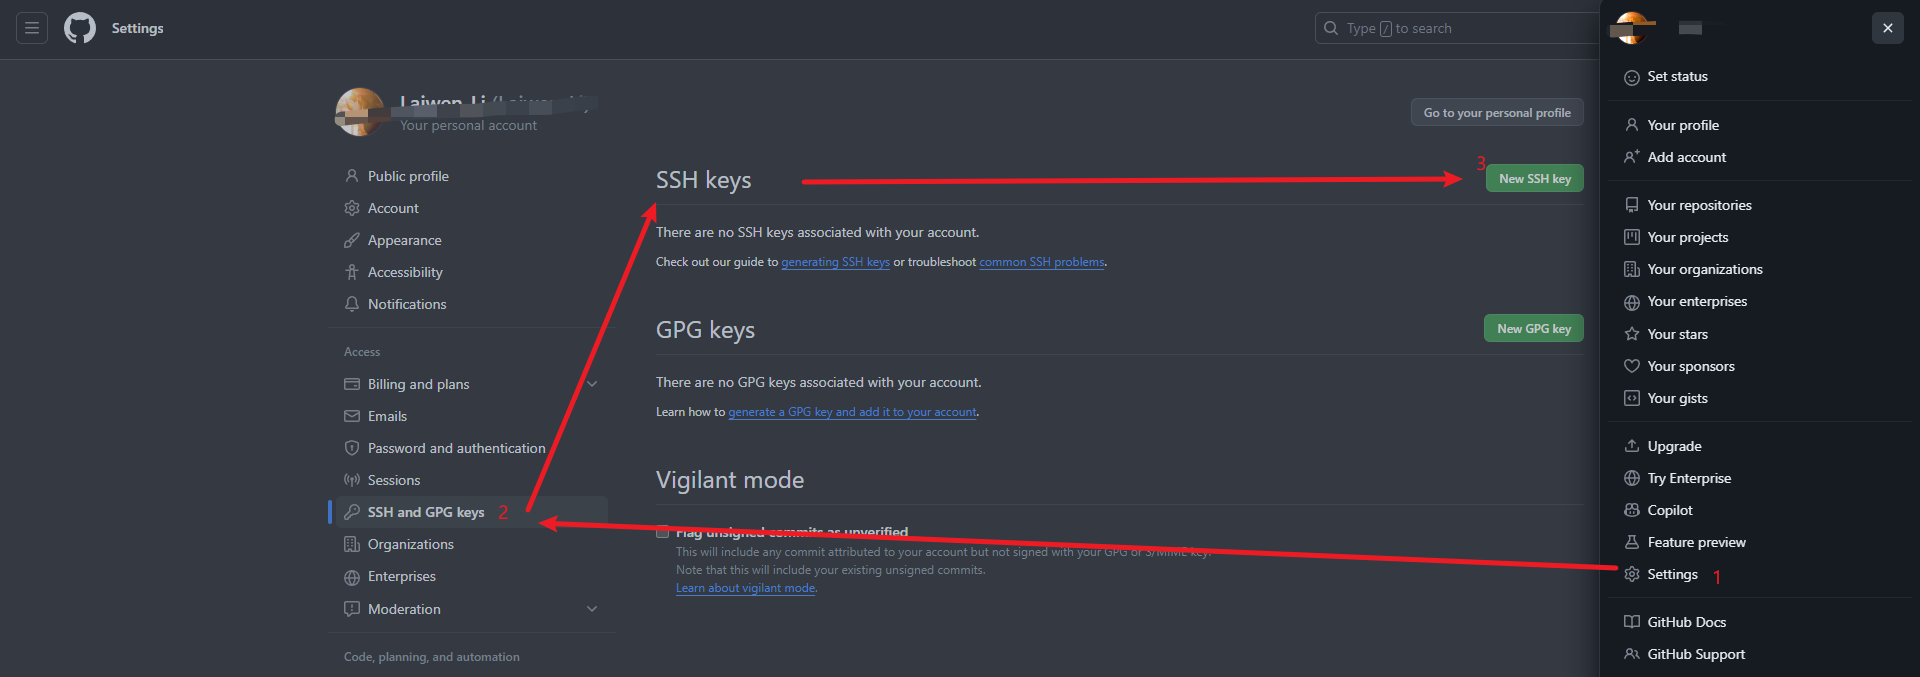 Settings
Type / to search
Set status
Your profile
Add account
Your repositories
Your projects
Your organizations
Your enterprises
Your stars
Your sponsors
Your gists
Upgrade
Try Enterprise
Copilot
Feature preview
Settings 1
GitHub Docs
GitHub Support
Your personal account
Go to your personal profile
Public profile
Account
Appearance
Accessibility
Notifications
Access
Billing and plans
Emails
Password and authentication
Sessions
SSH and GPG keys 2
Organizations
Enterprises
Moderation
Code, planning, and automation
SSH keys
3
New SSH key
There are no SSH keys associated with your account.
Check out our guide to generating SSH keys or troubleshoot common SSH problems.
GPG keys
New GPG key
There are no GPG keys associated with your account.
Learn how to generate a GPG key and add it to your account.
Vigilant mode
Flag unsigned commits as unverified
This will include any commit attributed to your account but not signed with your GPG or S/MIME key.
Note that this will include your existing unsigned commits.
Learn about vigilant mode.